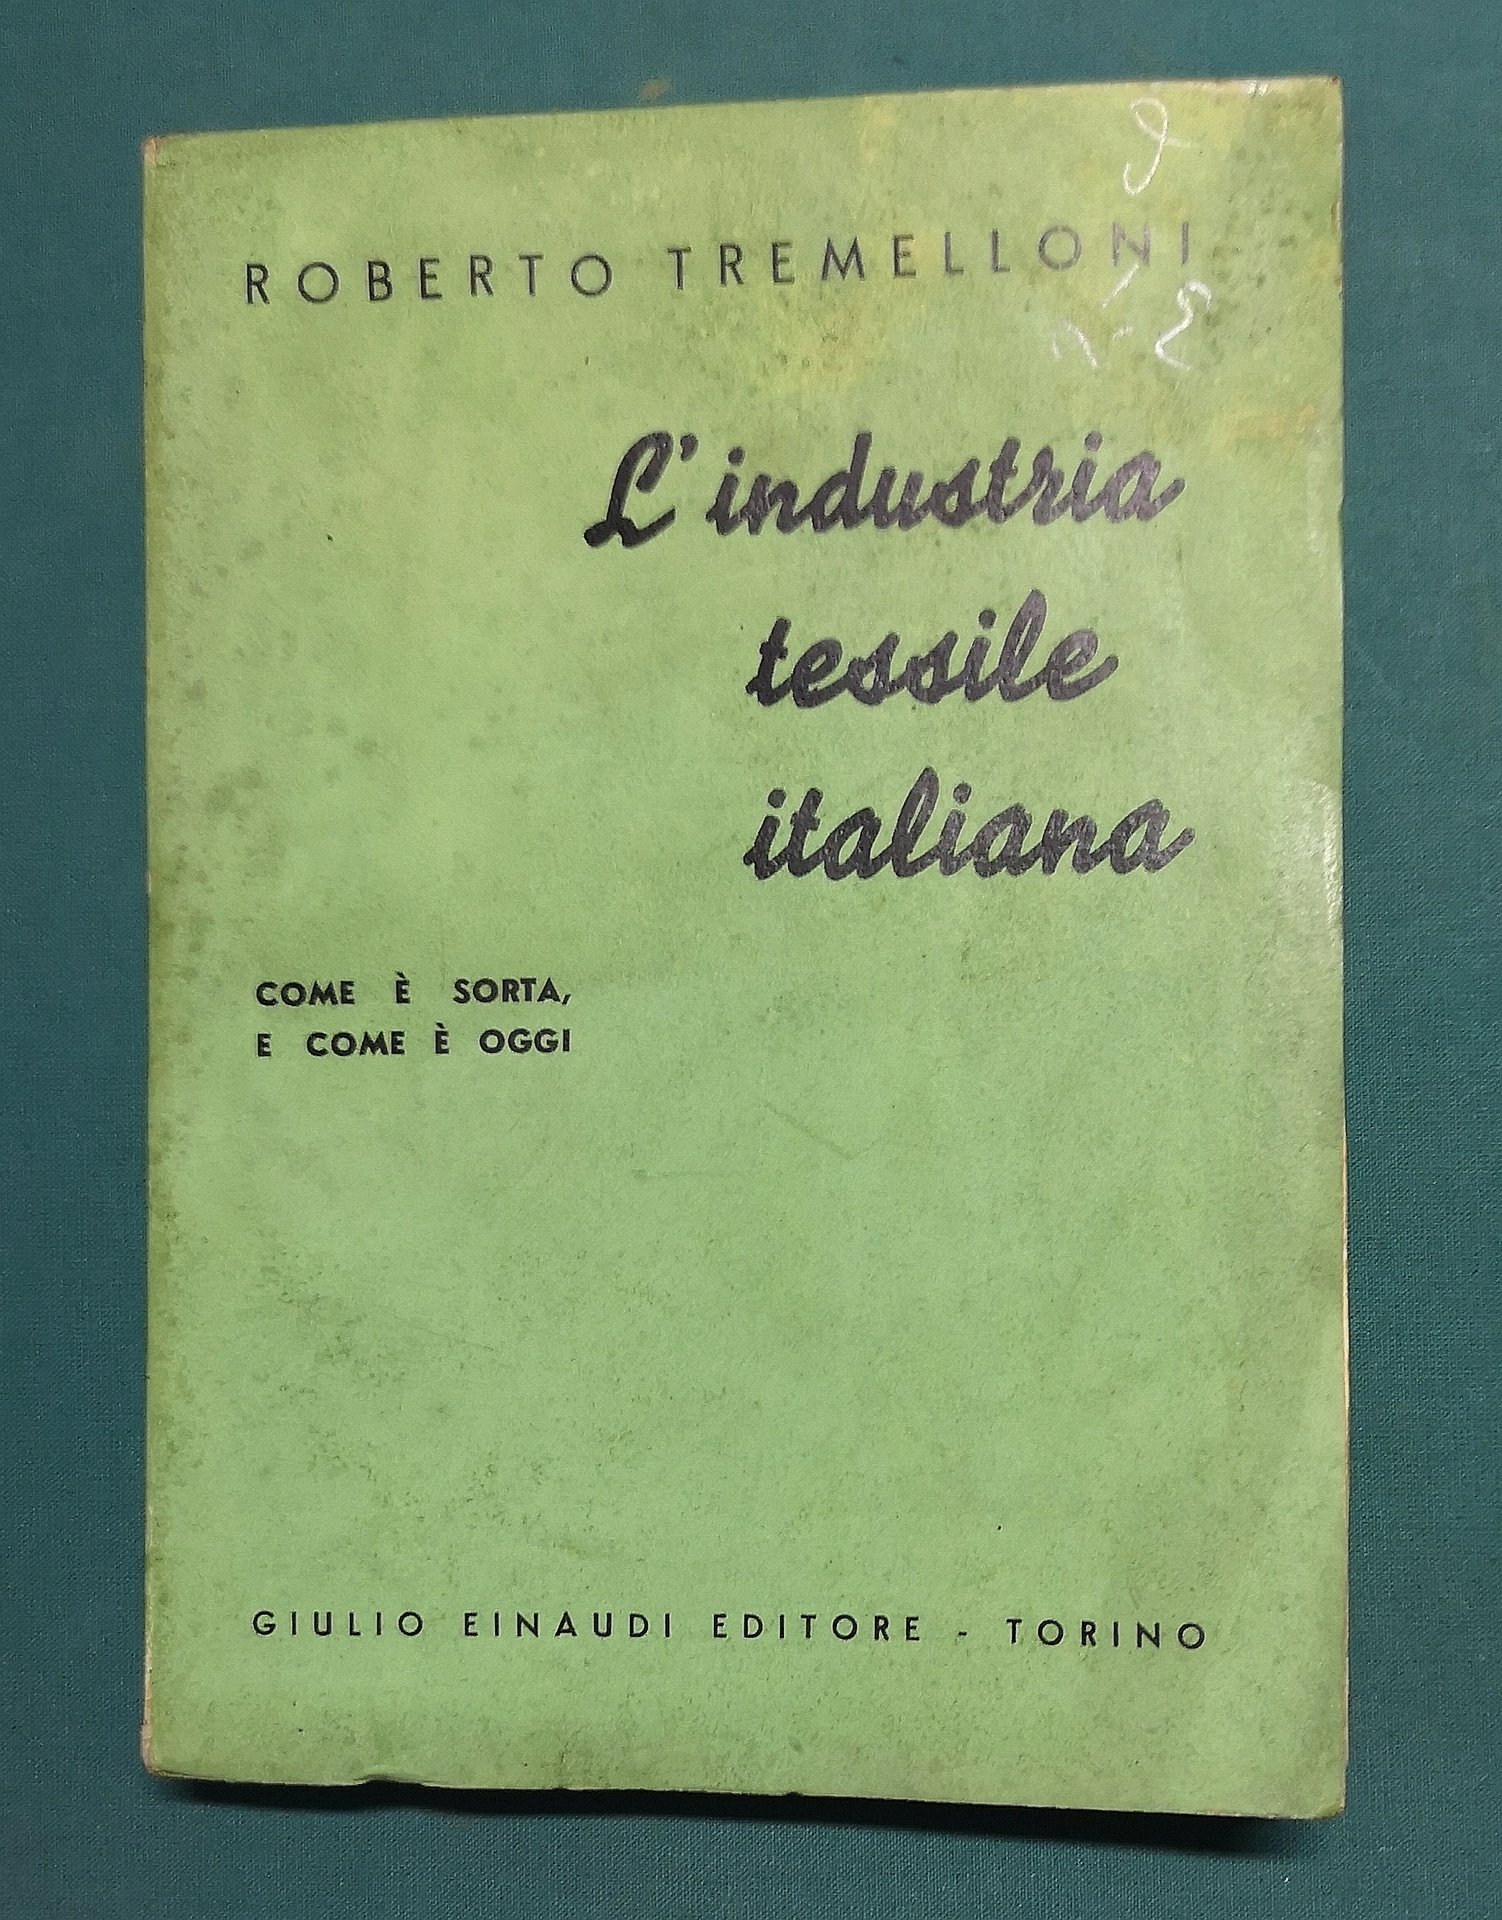 ROBERTO TREMELLONI
L'industria
tessile
italiana
COME È SORTA,
E COME È OGGI
GIULIO EINAUDI EDITORE - TORINO